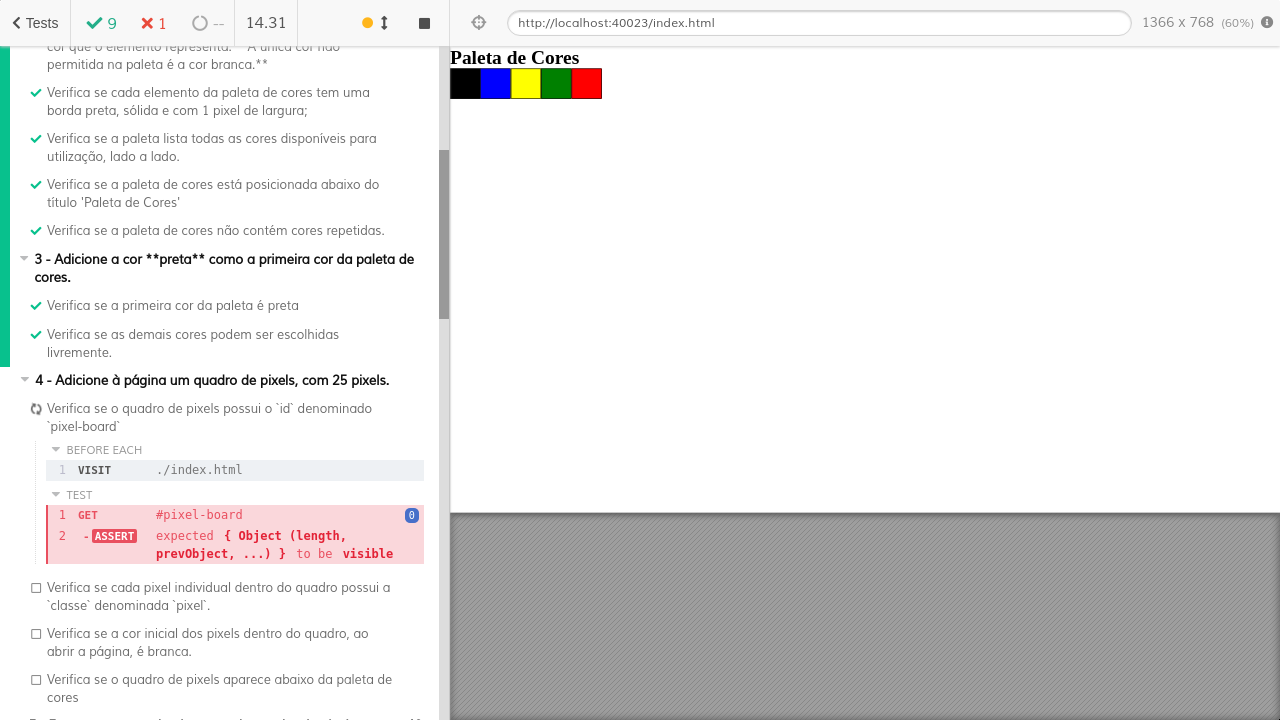 Tests
9
1
--
14.31
http://localhost:40023/index.html
1366 x 768 (60%)
cor que o elemento representa. **A única cor não
permitida na paleta é a cor branca.**
Verifica se cada elemento da paleta de cores tem uma
borda preta, sólida e com 1 pixel de largura;
Verifica se a paleta lista todas as cores disponíveis para
utilização, lado a lado.
Verifica se a paleta de cores está posicionada abaixo do
título 'Paleta de Cores'
Verifica se a paleta de cores não contém cores repetidas.
3 - Adicione a cor **preta** como a primeira cor da paleta de
cores.
Verifica se a primeira cor da paleta é preta
Verifica se as demais cores podem ser escolhidas
livremente.
4 - Adicione à página um quadro de pixels, com 25 pixels.
Verifica se o quadro de pixels possui o `id` denominado
`pixel-board`
BEFORE EACH
1 VISIT ./index.html
TEST
1 GET #pixel-board 0
2 -ASSERT expected { Object (length,
prevObject, ...) } to be visible
Verifica se cada pixel individual dentro do quadro possui a
`classe` denominada `pixel`.
Verifica se a cor inicial dos pixels dentro do quadro, ao
abrir a página, é branca.
Verifica se o quadro de pixels aparece abaixo da paleta de
cores
Paleta de Cores